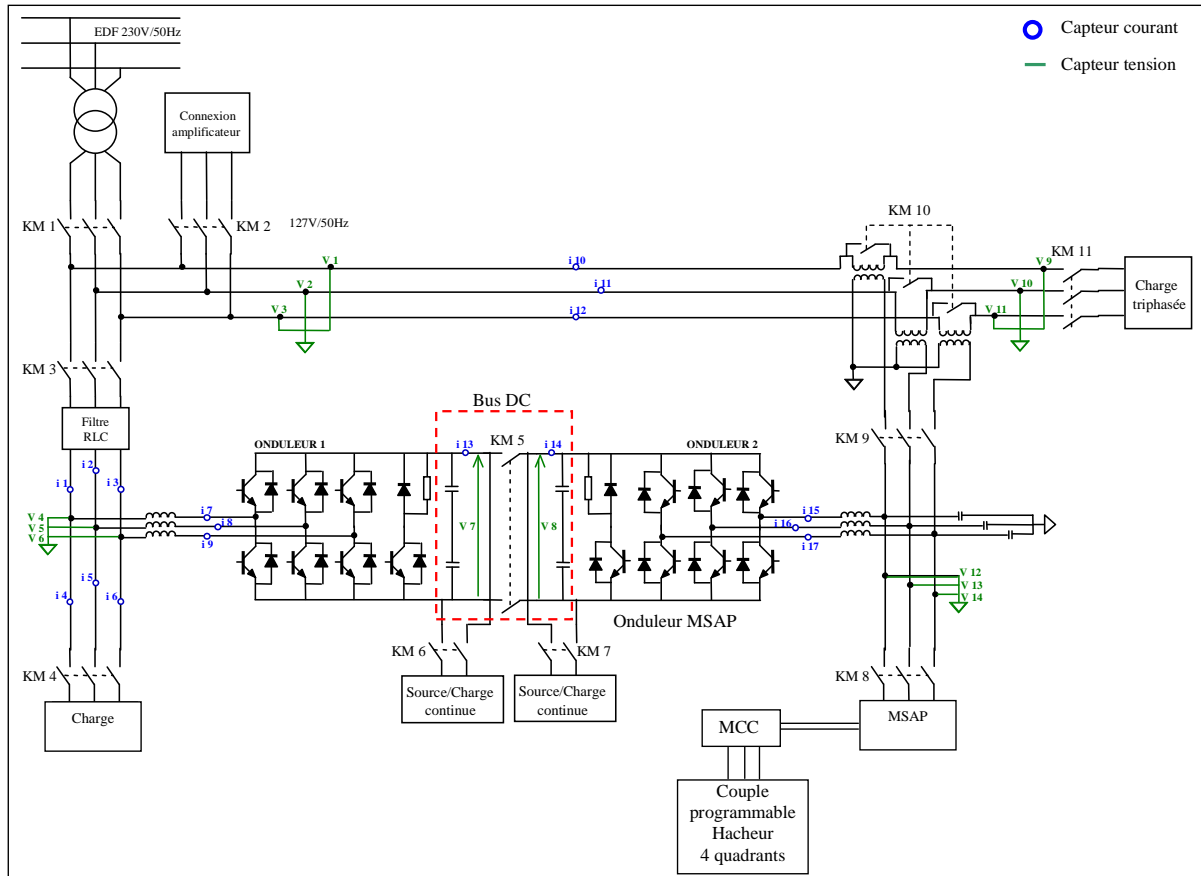 EDF 230V/50Hz
Capteur courant
Capteur tension
Connexion
amplificateur
KM 1
KM 2
127V/50Hz
KM 10
KM 11
V 1
V 2
V 3
i 10
i 11
i 12
V 9
V 10
V 11
Charge
triphasée
KM 3
Filtre
RLC
Bus DC
KM 9
ONDULEUR 1
i 13
KM 5
i 14
ONDULEUR 2
i 2
i 1
i 3
V 4
V 5
V 6
i 7
i 8
i 9
V 7
V 8
i 15
i 16
i 17
i 5
i 4
i 6
V 12
V 13
V 14
Onduleur MSAP
KM 6
KM 7
KM 4
KM 8
Charge
Source/Charge
continue
Source/Charge
continue
MCC
MSAP
Couple
programmable
Hacheur
4 quadrants